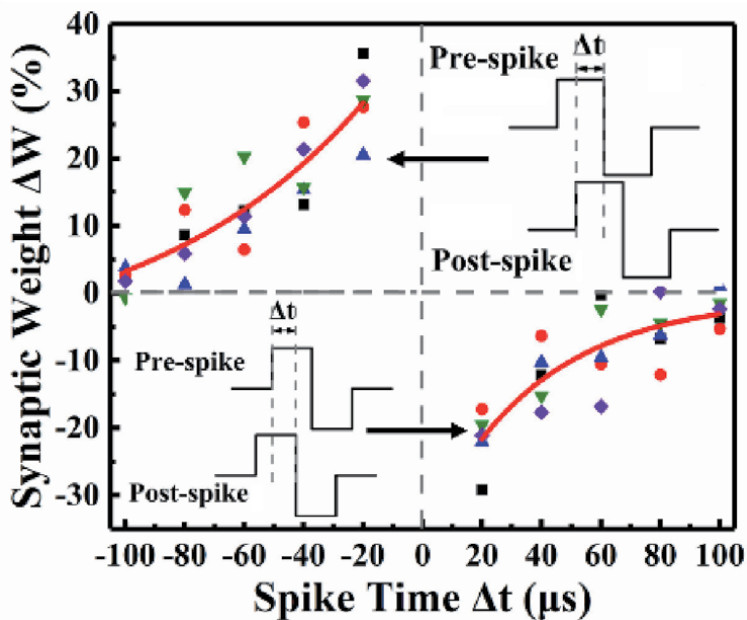 Synaptic Weight ΔW (%)
40
30
20
10
0
-10
-20
-30
Δt
Pre-spike
Post-spike
Δt
Pre-spike
Post-spike
-100 -80 -60 -40 -20 0 20 40 60 80 100
Spike Time Δt (μs)